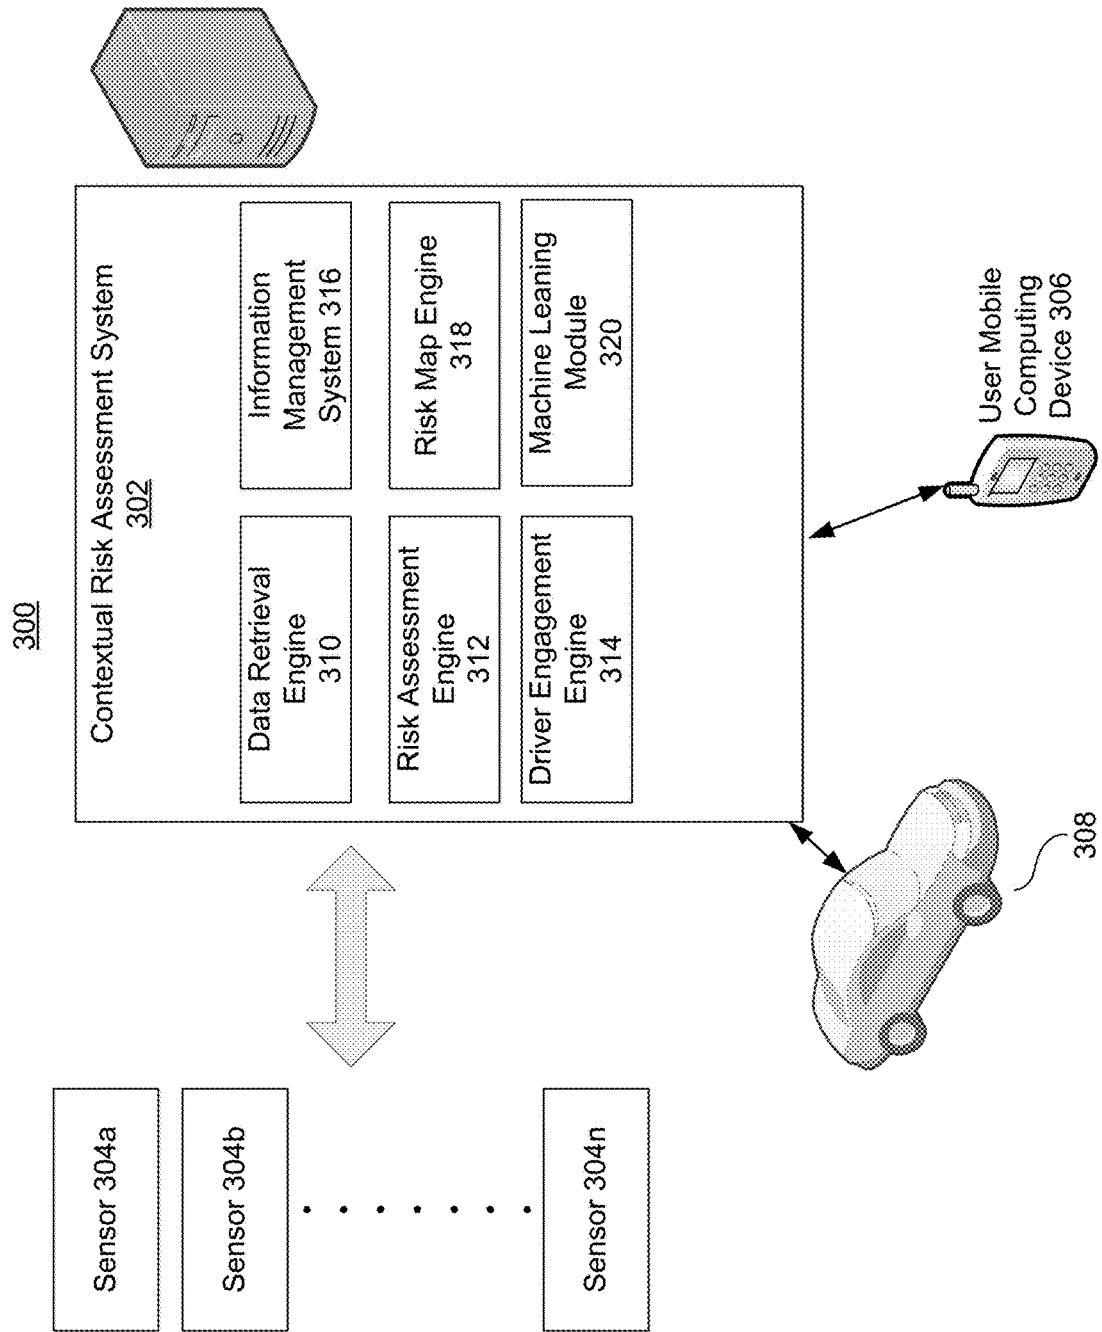 300
Contextual Risk Assessment System
302
Data Retrieval
Engine
310
Information
Management
System 316
Risk Assessment
Engine
312
Risk Map Engine
318
Driver Engagement
Engine
314
Machine Leaning
Module
320
Sensor 304a
Sensor 304b
Sensor 304n
308
User Mobile
Computing
Device 306